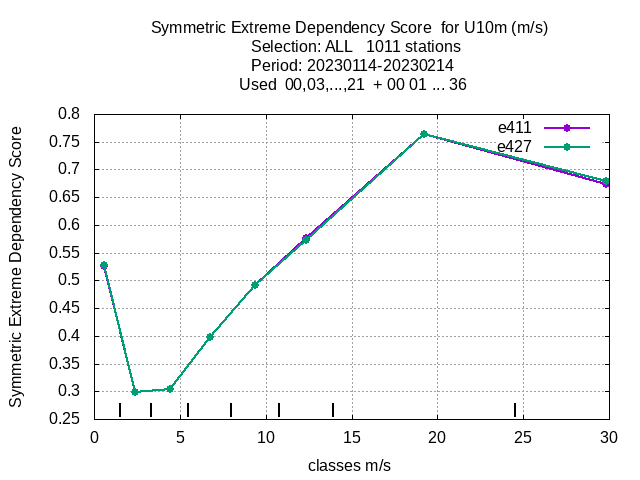 Symmetric Extreme Dependency Score  for U10m (m/s)
Selection: ALL   1011 stations
Period: 20230114-20230214
Used  00,03,...,21  + 00 01 ... 36
e411
e427
0.8
0.75
0.7
0.65
0.6
0.55
0.5
0.45
0.4
0.35
0.3
0.25
Symmetric Extreme Dependency Score
0 5 10 15 20 25 30
classes m/s